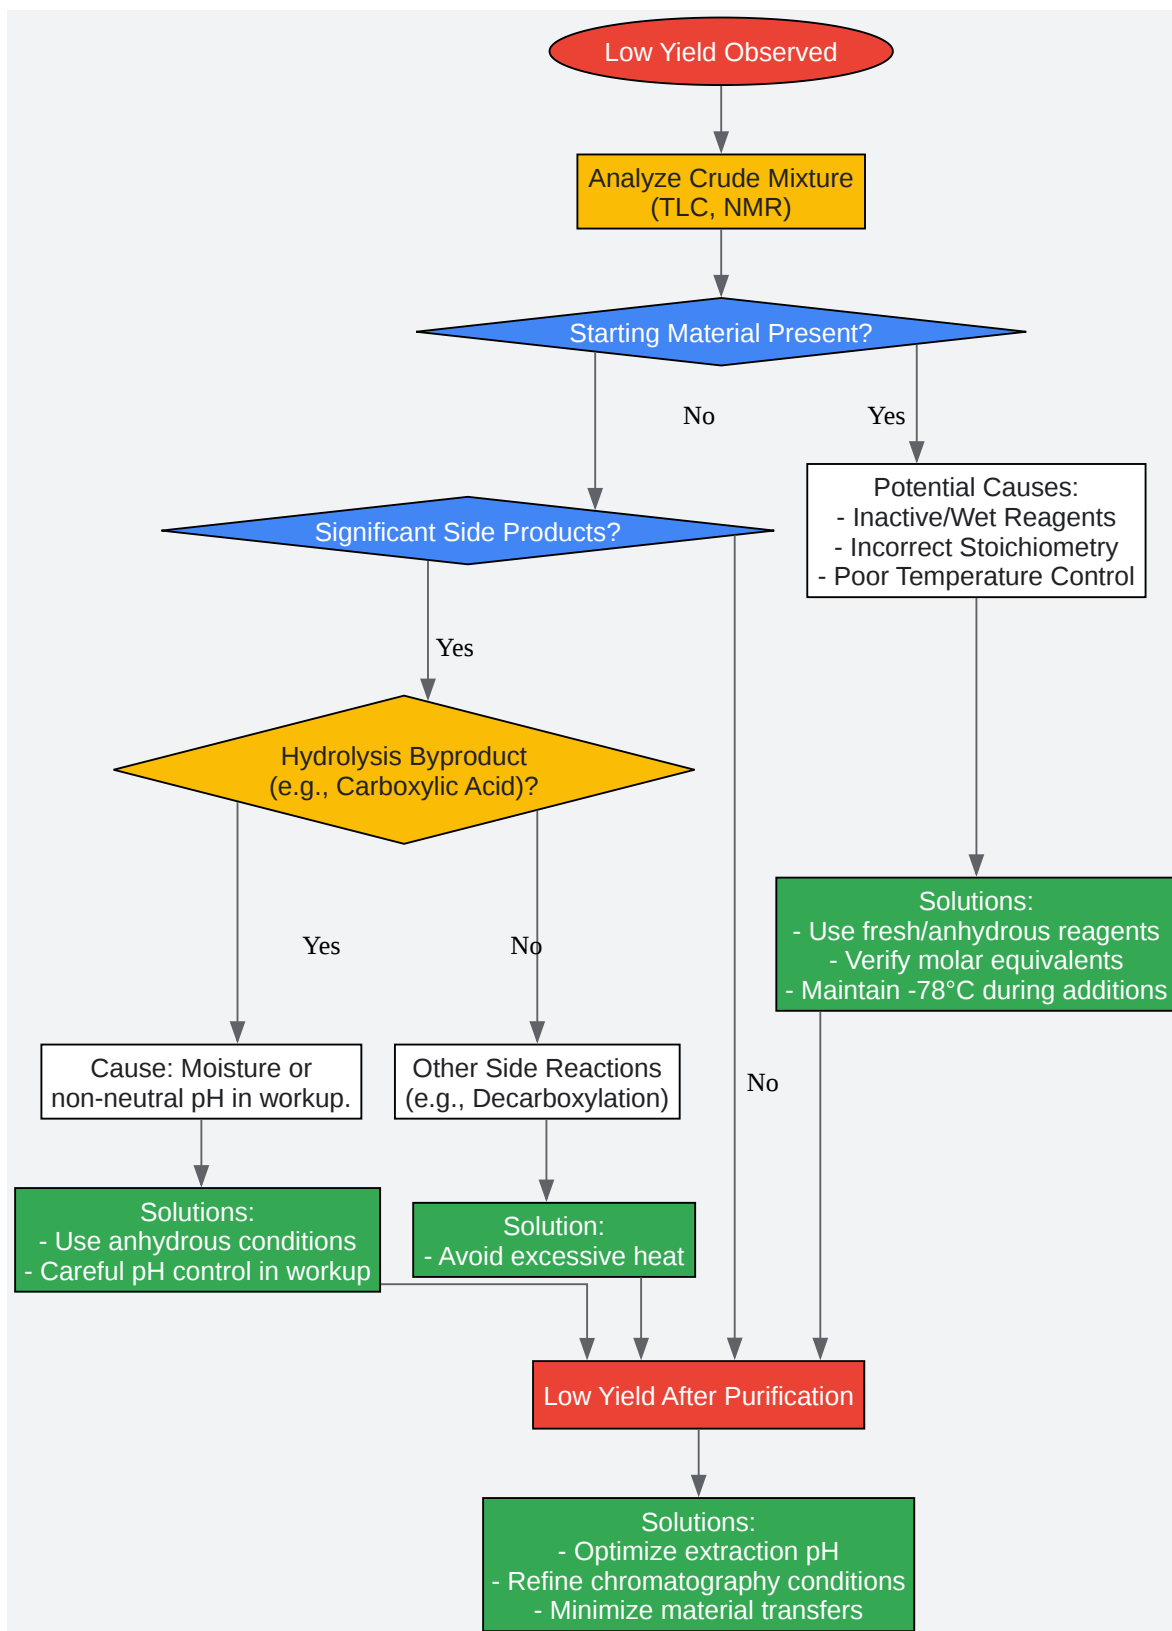 Low Yield Observed
Analyze Crude Mixture
(TLC, NMR)
Starting Material Present?
No
Yes
Potential Causes:
- Inactive/Wet Reagents
- Incorrect Stoichiometry
- Poor Temperature Control
Significant Side Products?
Yes
Hydrolysis Byproduct
(e.g., Carboxylic Acid)?
Solutions:
- Use fresh/anhydrous reagents
- Verify molar equivalents
- Maintain -78°C during additions
Yes
No
Cause: Moisture or
non-neutral pH in workup.
Other Side Reactions
(e.g., Decarboxylation)
No
Solutions:
- Use anhydrous conditions
- Careful pH control in workup
Solution:
- Avoid excessive heat
Low Yield After Purification
Solutions:
- Optimize extraction pH
- Refine chromatography conditions
- Minimize material transfers